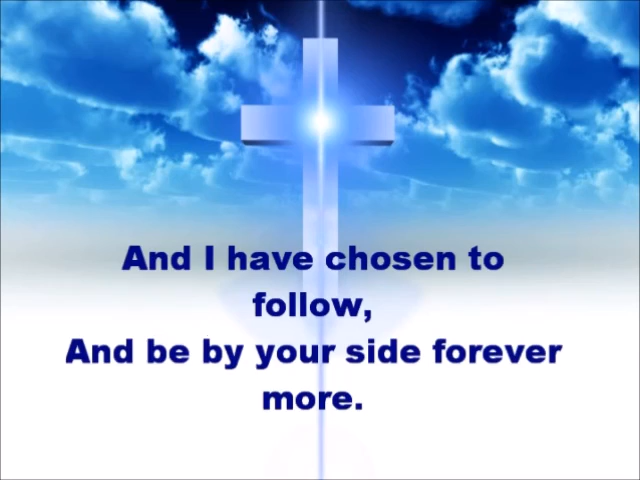 And I have chosen to
follow,
And be by your side forever
more.